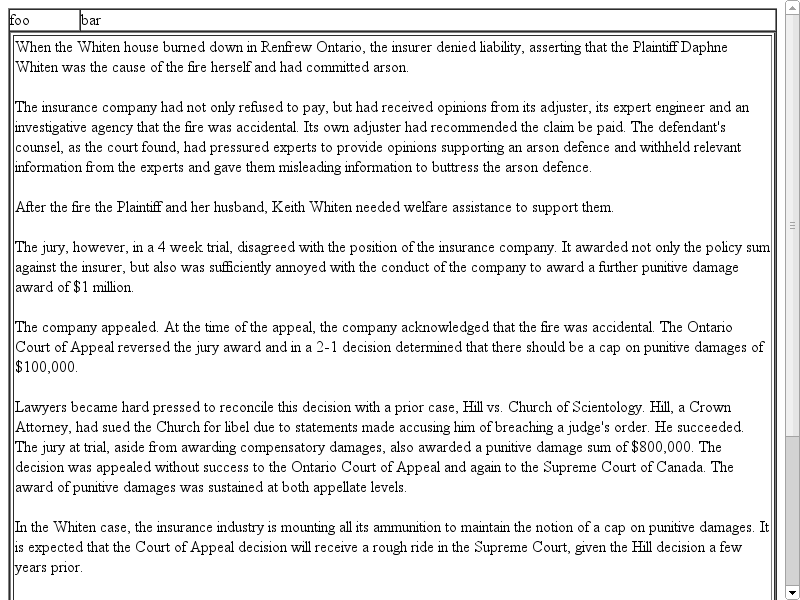 foo bar
When the Whiten house burned down in Renfrew Ontario, the insurer denied liability, asserting that the Plaintiff Daphne
Whiten was the cause of the fire herself and had committed arson.
The insurance company had not only refused to pay, but had received opinions from its adjuster, its expert engineer and an
investigative agency that the fire was accidental. Its own adjuster had recommended the claim be paid. The defendant's
counsel, as the court found, had pressured experts to provide opinions supporting an arson defence and withheld relevant
information from the experts and gave them misleading information to buttress the arson defence.
After the fire the Plaintiff and her husband, Keith Whiten needed welfare assistance to support them.
The jury, however, in a 4 week trial, disagreed with the position of the insurance company. It awarded not only the policy sum
against the insurer, but also was sufficiently annoyed with the conduct of the company to award a further punitive damage
award of $1 million.
The company appealed. At the time of the appeal, the company acknowledged that the fire was accidental. The Ontario
Court of Appeal reversed the jury award and in a 2-1 decision determined that there should be a cap on punitive damages of
$100,000.
Lawyers became hard pressed to reconcile this decision with a prior case, Hill vs. Church of Scientology. Hill, a Crown
Attorney, had sued the Church for libel due to statements made accusing him of breaching a judge's order. He succeeded.
The jury at trial, aside from awarding compensatory damages, also awarded a punitive damage sum of $800,000. The
decision was appealed without success to the Ontario Court of Appeal and again to the Supreme Court of Canada. The
award of punitive damages was sustained at both appellate levels.
In the Whiten case, the insurance industry is mounting all its ammunition to maintain the notion of a cap on punitive damages. It
is expected that the Court of Appeal decision will receive a rough ride in the Supreme Court, given the Hill decision a few
years prior.